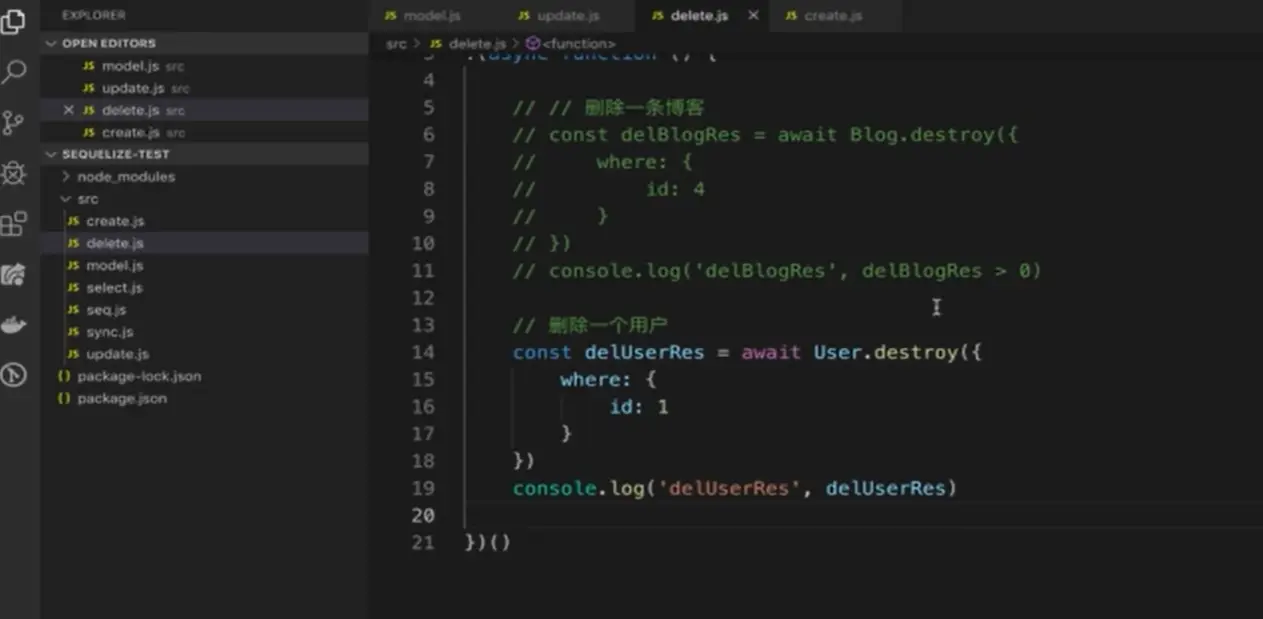 EXPLORER
OPEN EDITORS
JS model.js src
JS update.js src
JS delete.js src
JS create.js src
SEQUELIZE-TEST
node_modules
src
JS create.js
JS delete.js
JS model.js
JS select.js
JS seq.js
JS sync.js
JS update.js
{} package-lock.json
{} package.json
JS model.js JS update.js JS delete.js JS create.js
src > JS delete.js > <function>
3 !(async function () {
4
5 // // 删除一条博客
6 // const delBlogRes = await Blog.destroy({
7 // where: {
8 // id: 4
9 // }
10 // })
11 // console.log('delBlogRes', delBlogRes > 0)
12
13 // 删除一个用户
14 const delUserRes = await User.destroy({
15 where: {
16 id: 1
17 }
18 })
19 console.log('delUserRes', delUserRes)
20
21 })()